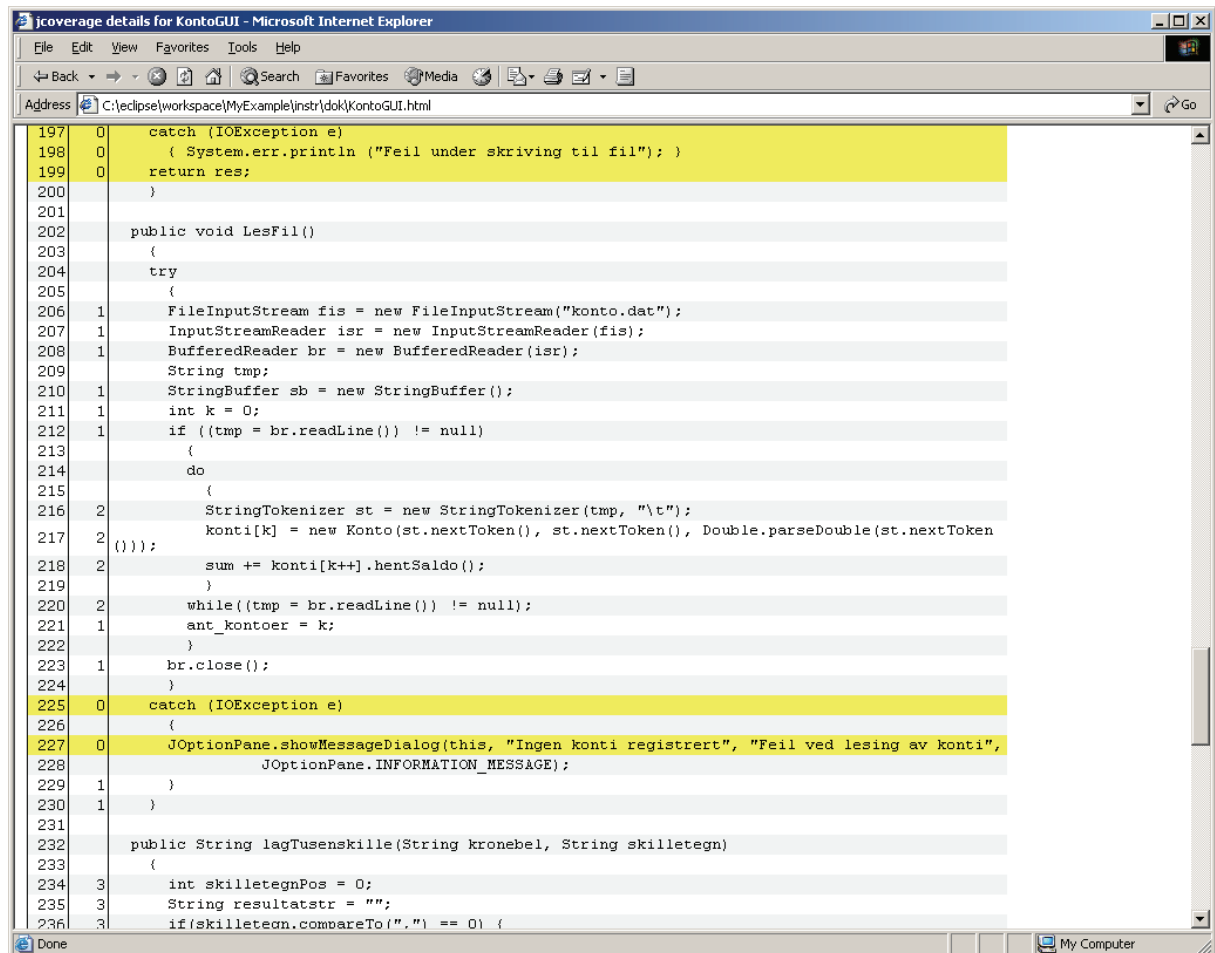 jcoverage details for KontoGUI - Microsoft Internet Explorer
File Edit View Favorites Tools Help
Back Search Favorites Media
Address C:\eclipse\workspace\MyExample\instr\dok\KontoGUI.html Go
197 0 catch (IOException e)
198 0 { System.err.println ("Feil under skriving til fil"); }
199 0 return res;
200 }
201
202 public void LesFil()
203 {
204 try
205 {
206 1 FileInputStream fis = new FileInputStream("konto.dat");
207 1 InputStreamReader isr = new InputStreamReader(fis);
208 1 BufferedReader br = new BufferedReader(isr);
209 String tmp;
210 1 StringBuffer sb = new StringBuffer();
211 1 int k = 0;
212 1 if ((tmp = br.readLine()) != null)
213 {
214 do
215 {
216 2 StringTokenizer st = new StringTokenizer(tmp, "\t");
217 2 konti[k] = new Konto(st.nextToken(), st.nextToken(), Double.parseDouble(st.nextToken
()));
218 2 sum += konti[k++].hentSaldo();
219 }
220 2 while((tmp = br.readLine()) != null);
221 1 ant_kontoer = k;
222 }
223 1 br.close();
224 }
225 0 catch (IOException e)
226 {
227 0 JOptionPane.showMessageDialog(this, "Ingen konti registrert", "Feil ved lesing av konti",
228 JOptionPane.INFORMATION_MESSAGE);
229 1 }
230 1 }
231
232 public String lagTusenskille(String kronebel, String skilletegn)
233 {
234 3 int skilletegnPos = 0;
235 3 String resultatstr = "";
236 3 if(skilletegn.compareTo(".") == 0) {
Done My Computer